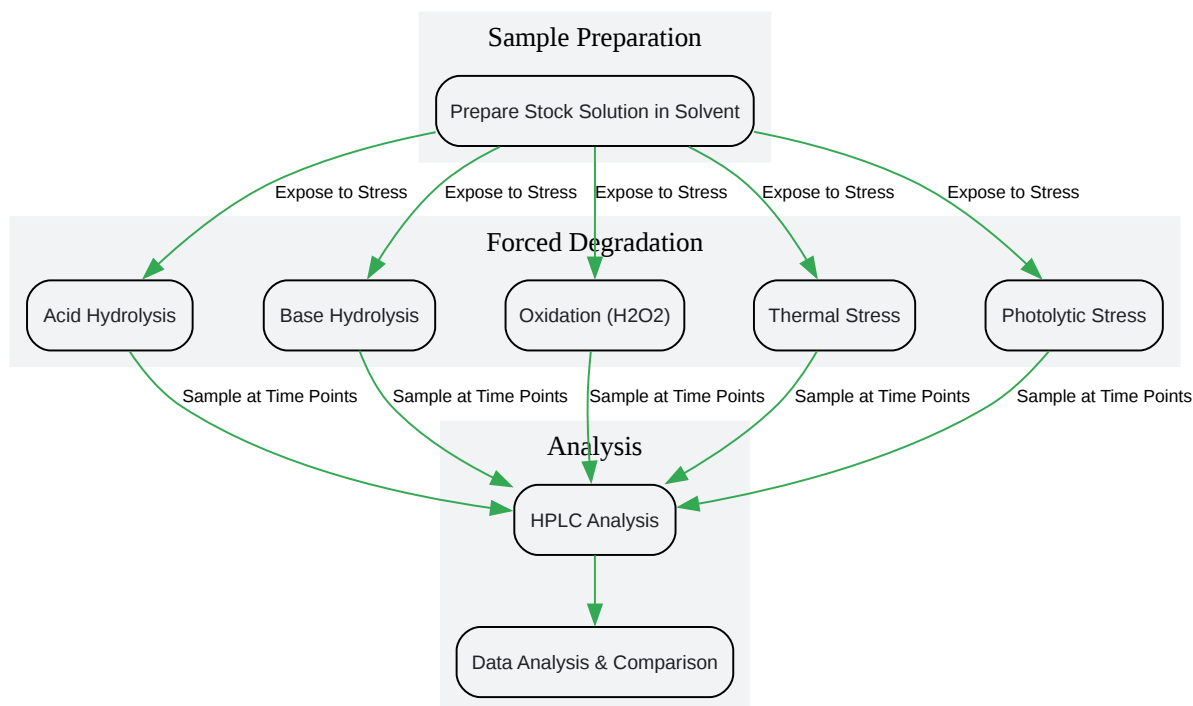 Sample Preparation
Prepare Stock Solution in Solvent
Expose to Stress
Expose to Stress
Expose to Stress
Expose to Stress
Expose to Stress
Forced Degradation
Acid Hydrolysis
Base Hydrolysis
Oxidation (H2O2)
Thermal Stress
Photolytic Stress
Sample at Time Points
Sample at Time Points
Sample at Time Points
Sample at Time Points
Sample at Time Points
Analysis
HPLC Analysis
Data Analysis & Comparison